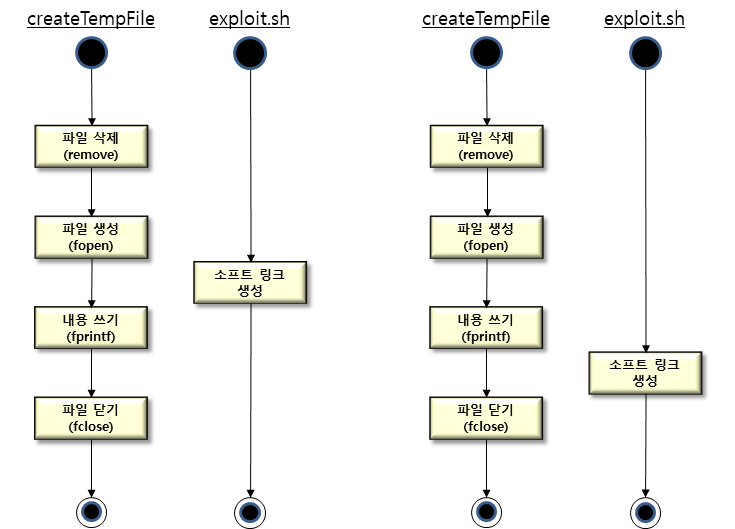 createTempFile
exploit.sh
파일 삭제
(remove)
파일 생성
(fopen)
소프트 링크
생성
내용 쓰기
(fprintf)
파일 닫기
(fclose)
createTempFile
exploit.sh
파일 삭제
(remove)
파일 생성
(fopen)
내용 쓰기
(fprintf)
소프트 링크
생성
파일 닫기
(fclose)